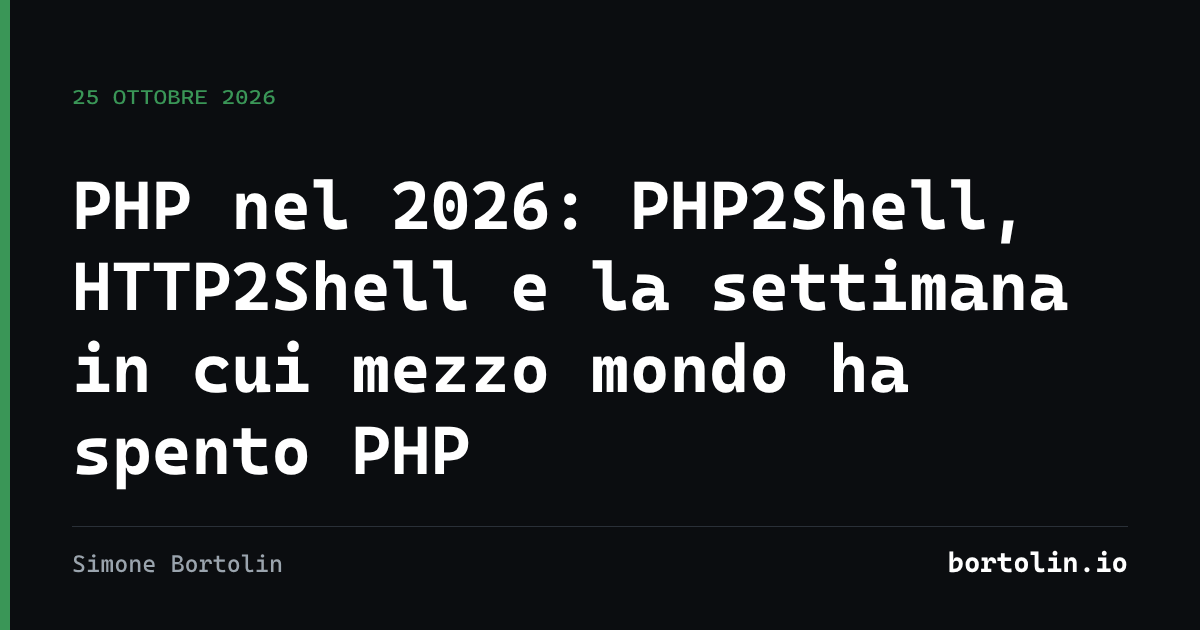 25 OTTOBRE 2026
PHP nel 2026: PHP2Shell,
HTTP2Shell e la settimana
in cui mezzo mondo ha
spento PHP
Simone Bortolin
bortolin.io